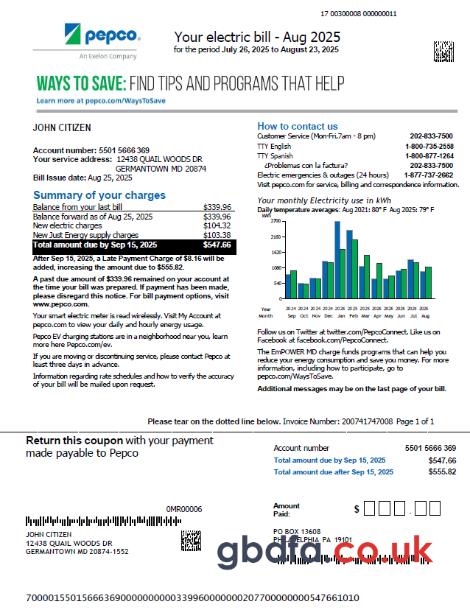 17 00300008 000000011
pepco
An Exelon Company
Your electric bill - Aug 2025
for the period July 26, 2025 to August 23, 2025
WAYS TO SAVE: FIND TIPS AND PROGRAMS THAT HELP
Learn more at pepco.com/WaysToSave
JOHN CITIZEN
Account number: 5501 5666 369
Your service address: 12438 QUAIL WOODS DR
GERMANTOWN MD 20874
Bill Issue date: Aug 25, 2025
Summary of your charges
Balance from your last bill $339.96
Balance forward as of Aug 25, 2025 $339.96
New electric charges $104.32
New Just Energy supply charges $103.38
Total amount due by Sep 15, 2025 $547.66
After Sep 15, 2025, a Late Payment Charge of $8.16 will be
added, increasing the amount due to $555.82.
A past due amount of $339.96 remained on your account at
the time your bill was prepared. If payment has been made,
please disregard this notice. For bill payment options, visit
www.pepco.com.
Your smart electric meter is read wirelessly. Visit My Account at
pepco.com to view your daily and hourly energy usage.
Pepco EV charging stations are in a neighborhood near you, learn
more here Pepco.com/ev.
If you are moving or discontinuing service, please contact Pepco at
least three days in advance.
Information regarding rate schedules and how to verify the accuracy
of your bill will be mailed upon request.
How to contact us
Customer Service (Mon-Fri,7am - 8 pm) 202-833-7500
TTY English 1-800-735-2558
TTY Spanish 1-800-877-1264
¿Problemas con la factura? 202-833-7500
Electric emergencies & outages (24 hours) 1-877-737-2662
Visit pepco.com for service, billing and correspondence information.
Your monthly Electricity use in kWh
Daily temperature averages: Aug 2021: 80° F Aug 2025: 79° F
kWh
2700
2160
1620
1080
540
0
Year
Month
Sep Oct Nov Dec Jan Feb Mar Apr May Jun Jul Aug
Follow us on Twitter at twitter.com/PepcoConnect. Like us on
Facebook at facebook.com/PepcoConnect.
The EmPOWER MD charge funds programs that can help you
reduce your energy consumption and save you money. For more
information, including how to participate, go to
pepco.com/WaysToSave.
Additional messages may be on the last page of your bill.
Please tear on the dotted line below. Invoice Number: 200741747008 Page 1 of 1
Return this coupon with your payment
made payable to Pepco
Account number 5501 5666 369
Total amount due by Sep 15, 2025 $547.66
Total amount due after Sep 15, 2025 $555.82
OMR00006
Amount
Paid:
$
.
JOHN CITIZEN
12438 QUAIL WOODS DR
GERMANTOWN MD 20874-1552
PO BOX 13608
PHILADELPHIA PA 19101
gbdfa.co.uk